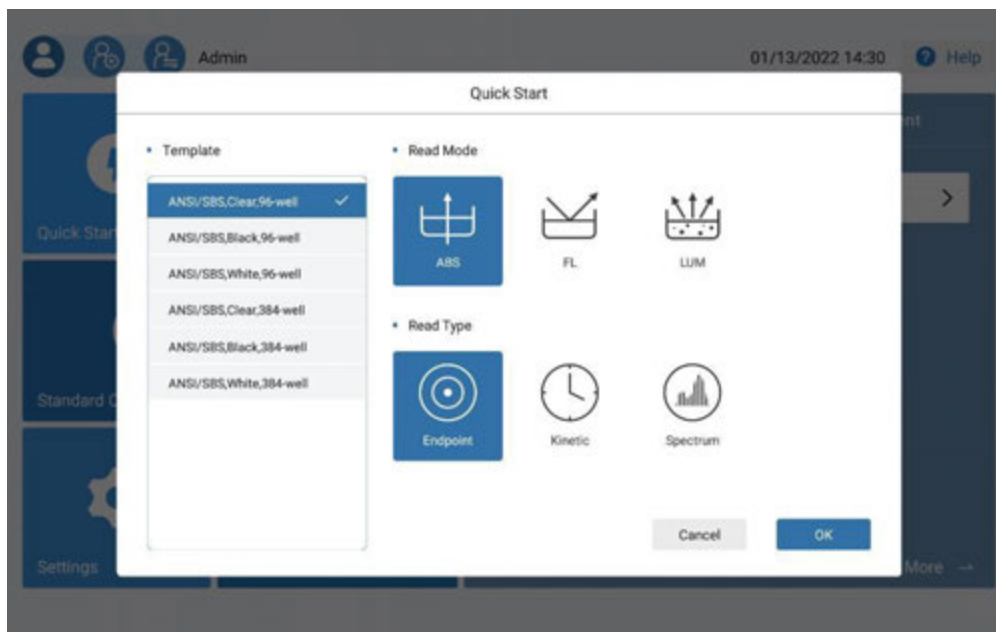 Admin
01/13/2022 14:30
Help
Quick Start
Template
Read Mode
ANSI/SBS,Clear,96-well
ANSI/SBS,Black,96-well
ANSI/SBS,White,96-well
ANSI/SBS,Clear,384-well
ANSI/SBS,Black,384-well
ANSI/SBS,White,384-well
ABS
FL
LUM
Read Type
Endpoint
Kinetic
Spectrum
Cancel
OK
Quick Star
Standard
Settings
More